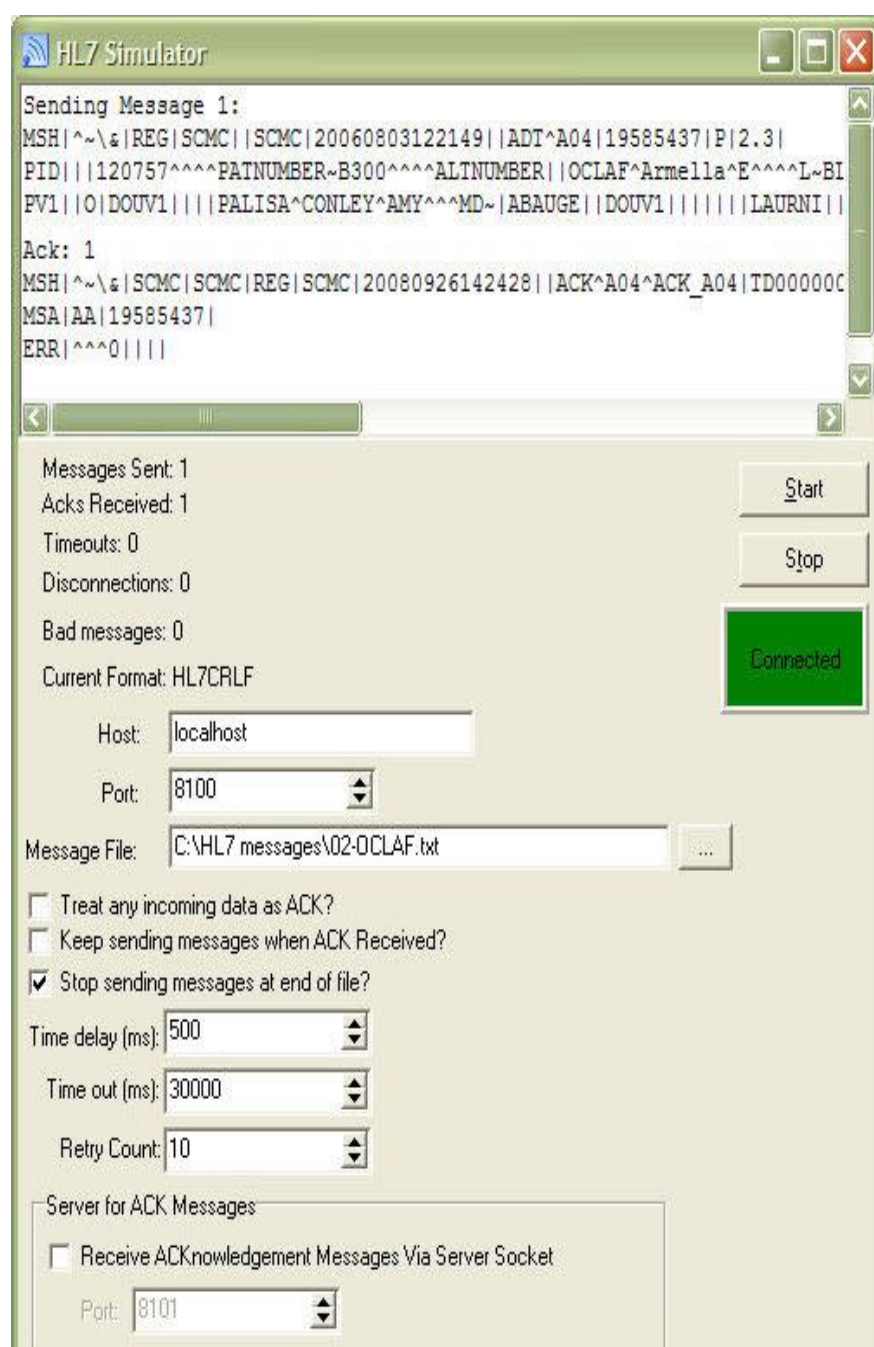 HL7 Simulator
Sending Message 1:
MSH|^~\&|REG|SCMC||SCMC|20060803122149||ADT^A04|19585437|P|2.3|
PID|||120757^^^^PATNUMBER~B300^^^^ALTNUMBER||OCLAF^Armella^E^^^^L~BI
PV1||O|DOUV1||||PALISA^CONLEY^AMY^^^MD~|ABAUGE||DOUV1|||||||LAURNI||
Ack: 1
MSH|^~\&|SCMC|SCMC|REG|SCMC|20080926142428||ACK^A04^ACK_A04|TD000000
MSA|AA|19585437|
ERR|^^^0||||
Messages Sent: 1
Start
Acks Received: 1
Timeouts: 0
Stop
Disconnections: 0
Bad messages: 0
Connected
Current Format: HL7CRLF
Host: localhost
Port: 8100
Message File: C:\HL7 messages\02-OCLAF.txt ...
Treat any incoming data as ACK?
Keep sending messages when ACK Received?
Stop sending messages at end of file?
Time delay (ms): 500
Time out (ms): 30000
Retry Count: 10
Server for ACK Messages
Receive ACKnowledgement Messages Via Server Socket
Port: 8101